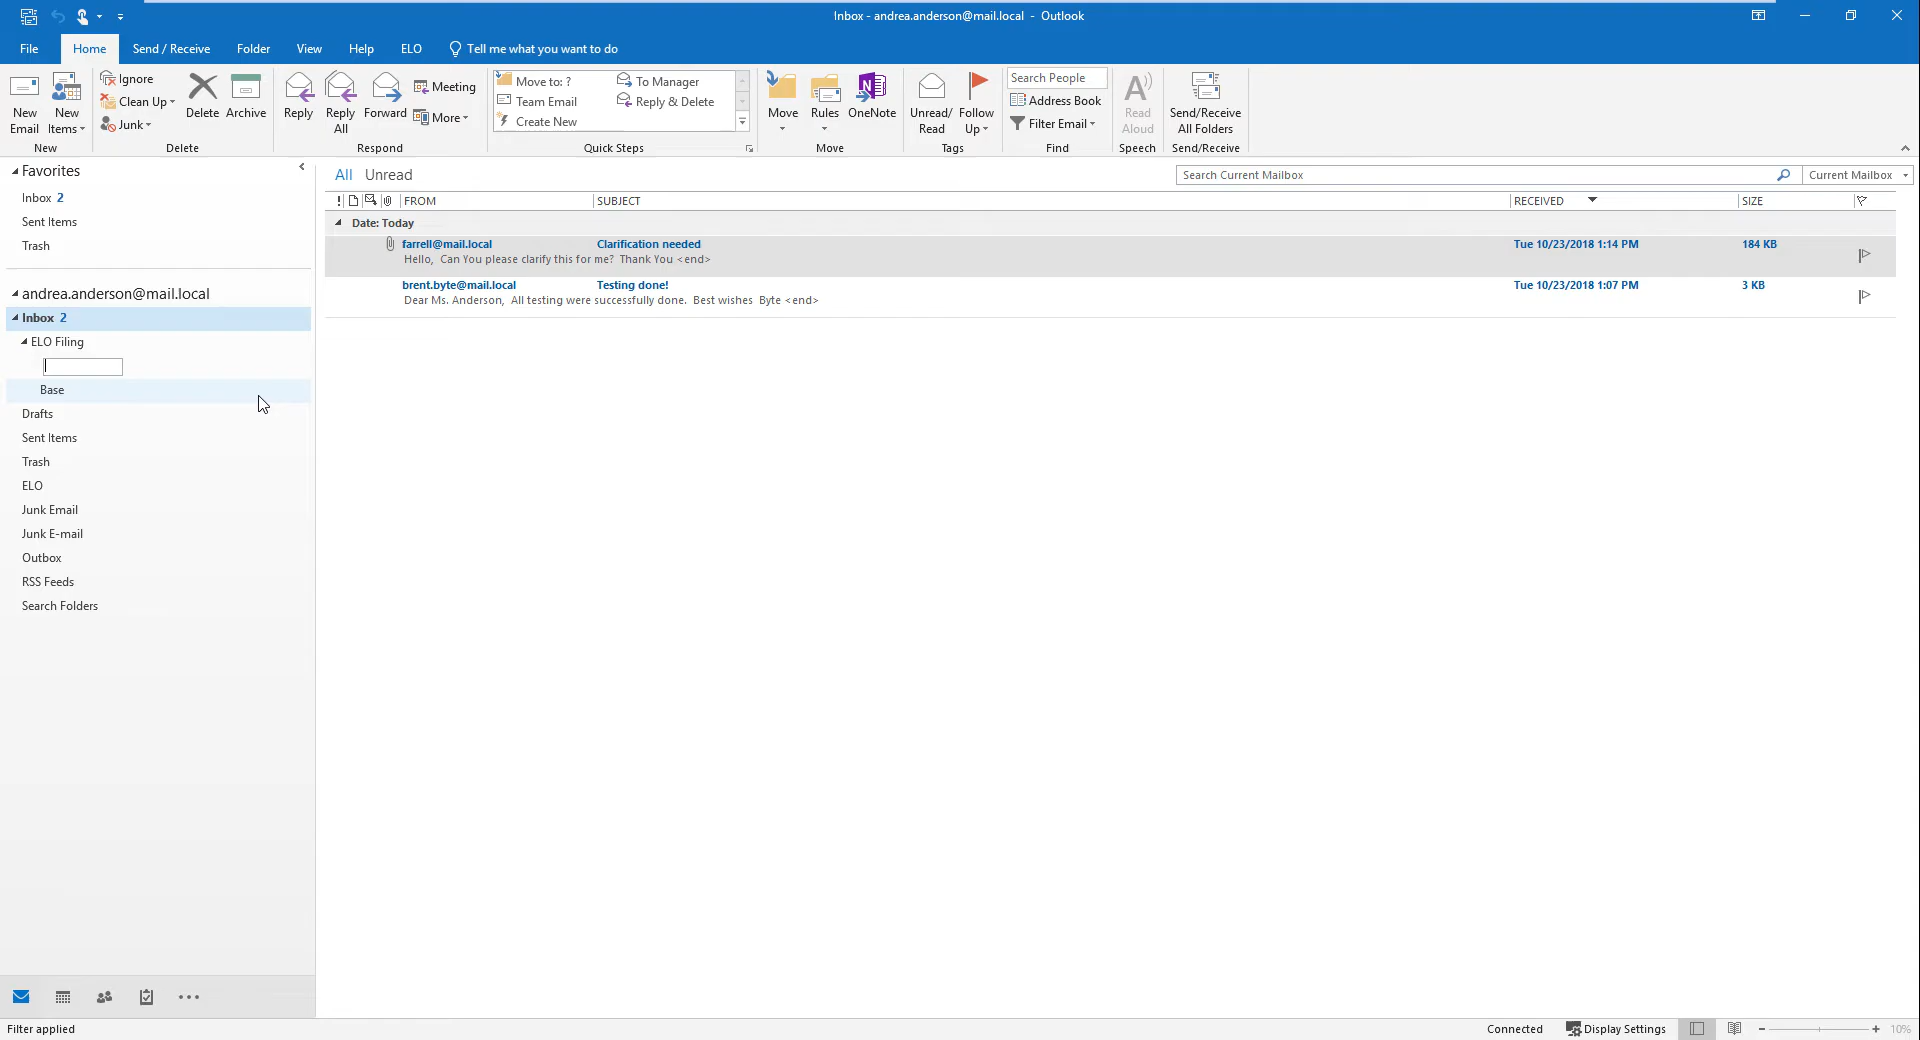 Inbox - andrea.anderson@mail.local - Outlook
File Home Send / Receive Folder View Help ELO Tell me what you want to do
New Email
New Items
New
Ignore
Clean Up
Junk
Delete
Archive
Delete
Reply
Reply All
Forward
Meeting
More
Respond
Move to: ?
Team Email
Create New
To Manager
Reply & Delete
Quick Steps
Move
Rules
OneNote
Move
Unread/ Read
Follow Up
Tags
Search People
Address Book
Filter Email
Find
Read Aloud
Speech
Send/Receive All Folders
Send/Receive
Favorites
Inbox 2
Sent Items
Trash
andrea.anderson@mail.local
Inbox 2
ELO Filing
Base
Drafts
Sent Items
Trash
ELO
Junk Email
Junk E-mail
Outbox
RSS Feeds
Search Folders
All Unread
Search Current Mailbox
Current Mailbox
! FROM SUBJECT RECEIVED SIZE
Date: Today
farrell@mail.local Clarification needed Tue 10/23/2018 1:14 PM 184 KB
Hello, Can You please clarify this for me? Thank You <end>
brent.byte@mail.local Testing done! Tue 10/23/2018 1:07 PM 3 KB
Dear Ms. Anderson, All testing were successfully done. Best wishes Byte <end>
Filter applied
Connected
Display Settings
10%